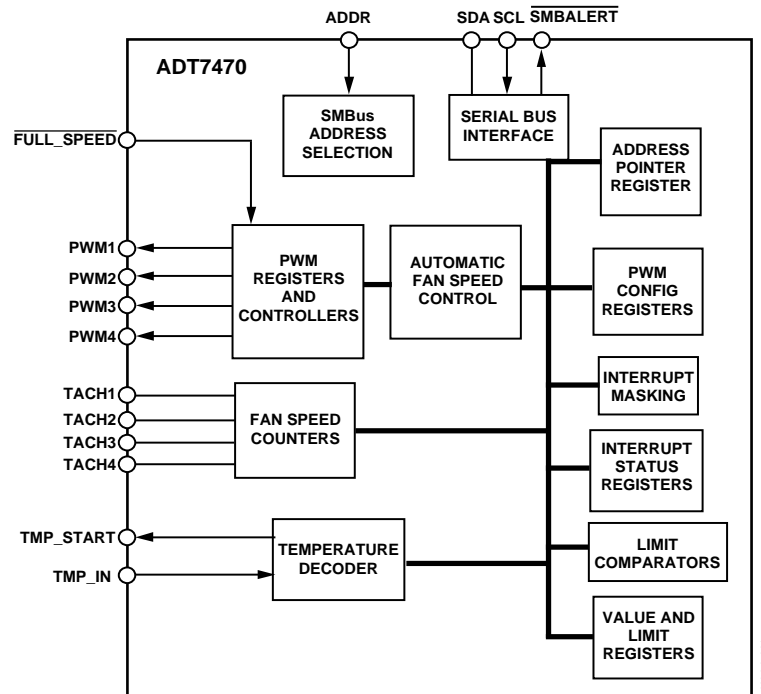 ADDR
SDA SCL SMBALERT
ADT7470
SMBus
ADDRESS
SELECTION
SERIAL BUS
INTERFACE
FULL_SPEED
ADDRESS
POINTER
REGISTER
PWM1
PWM2
PWM3
PWM4
PWM
REGISTERS
AND
CONTROLLERS
AUTOMATIC
FAN SPEED
CONTROL
PWM
CONFIG
REGISTERS
INTERRUPT
MASKING
TACH1
TACH2
TACH3
TACH4
FAN SPEED
COUNTERS
INTERRUPT
STATUS
REGISTERS
TMP_START
TMP_IN
TEMPERATURE
DECODER
LIMIT
COMPARATORS
VALUE AND
LIMIT
REGISTERS